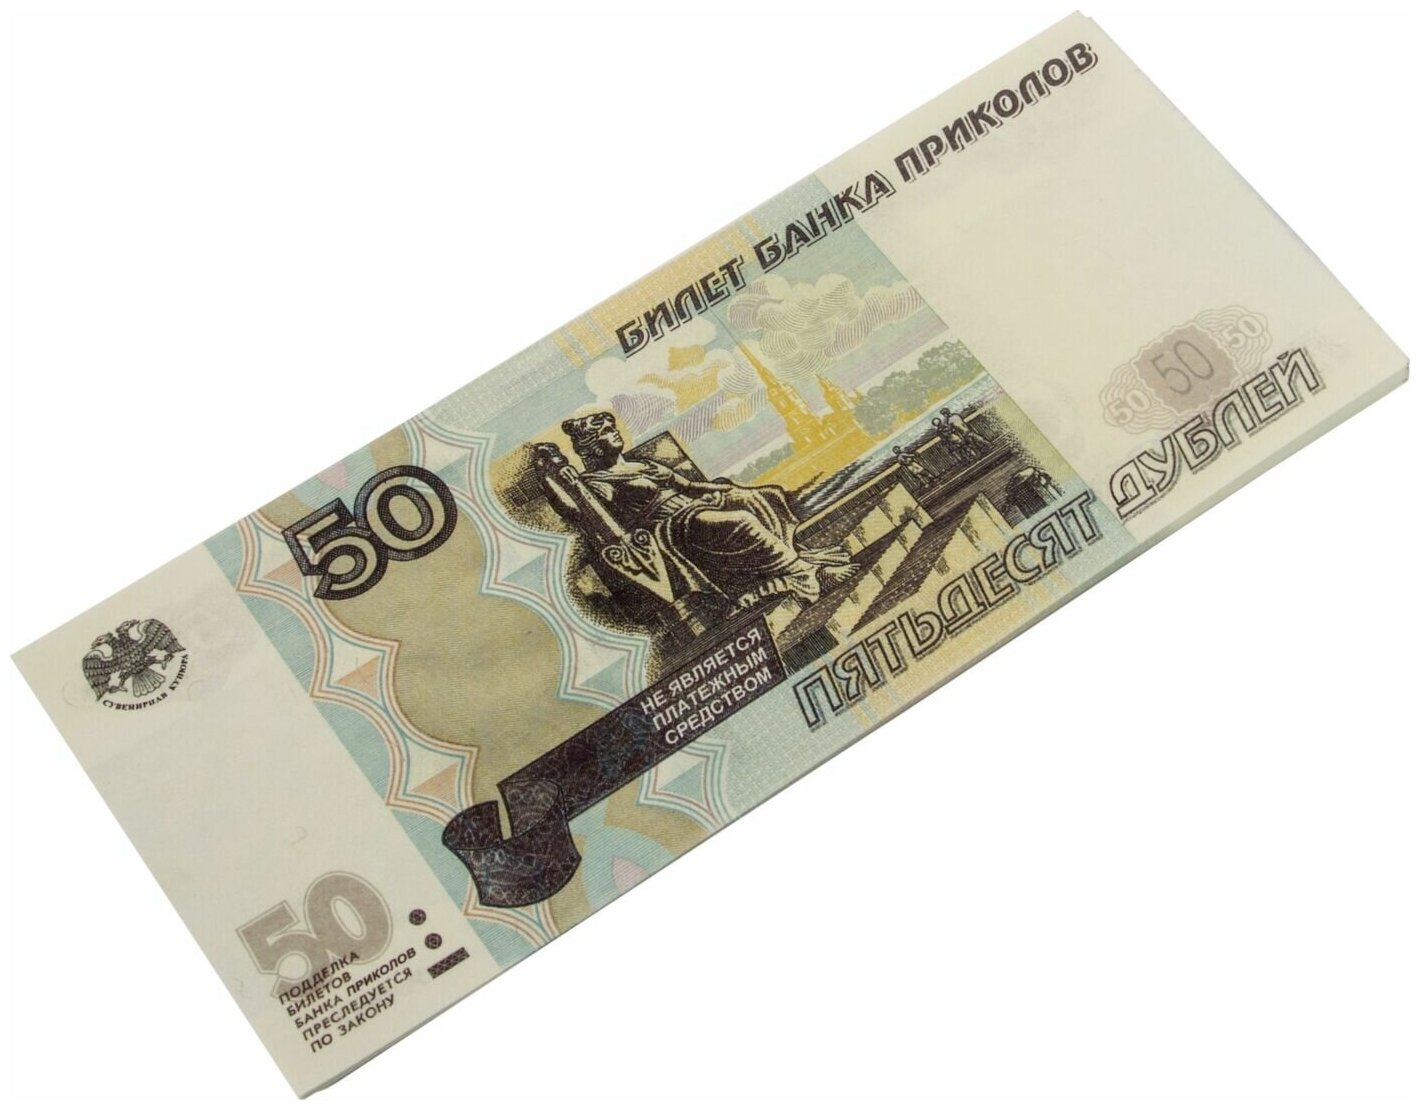 БИЛЕТ БАНКА ПРИКОЛОВ
50
50
50
50
ПЯТЬДЕСЯТ ДУБЛЕЙ
НЕ ЯВЛЯЕТСЯ
ПЛАТЕЖНЫМ
СРЕДСТВОМ
СУВЕНИРНАЯ КУПЮРА
50
ПОДДЕЛКА
БИЛЕТОВ
БАНКА ПРИКОЛОВ
ПРЕСЛЕДУЕТСЯ
ПО ЗАКОНУ